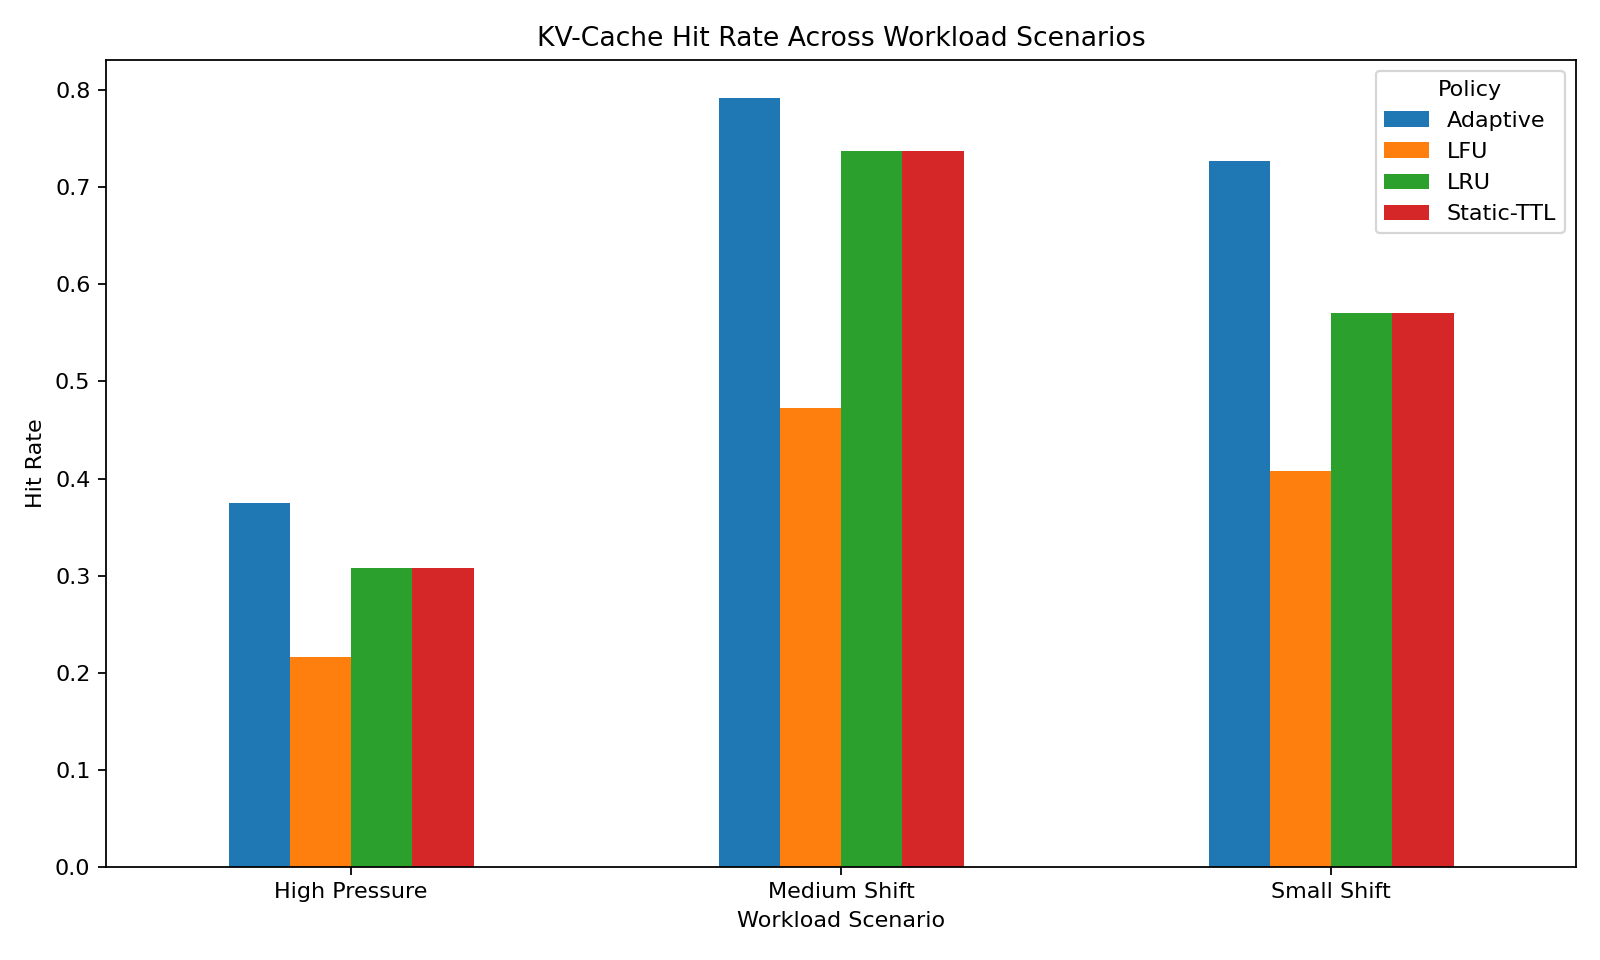 KV-Cache Hit Rate Across Workload Scenarios
Policy
Adaptive
LFU
LRU
Static-TTL
Hit Rate
0.8
0.7
0.6
0.5
0.4
0.3
0.2
0.1
0.0
High Pressure
Medium Shift
Small Shift
Workload Scenario